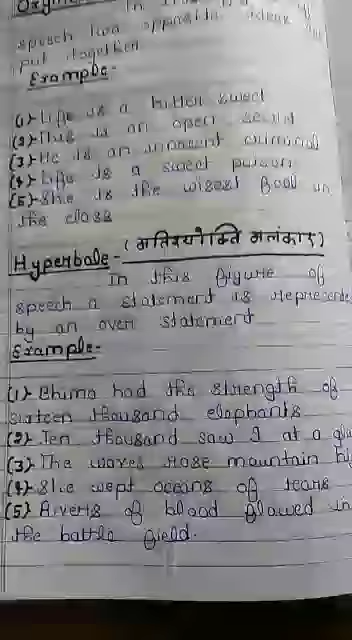 In this
speech two opposite ideas
put together
Example:-
(1) Life is a bitter sweet
(2) This is an open secret
(3) He is an innocent criminal
(4) Life is a sweet poison
(5) She is the wisest fool in
the class
Hyperbole - (अतिश्योक्ति अलंकार)
In this figure of
speech a statement is represented
by an over statement
Example:-
(1) Bhima had the strength of
sixteen thousand elephants
(2) Ten thousand saw I at a
(3) The waves rose mountain
(4) She wept oceans of tears
(5) Rivers of blood flowed in
the battle field.